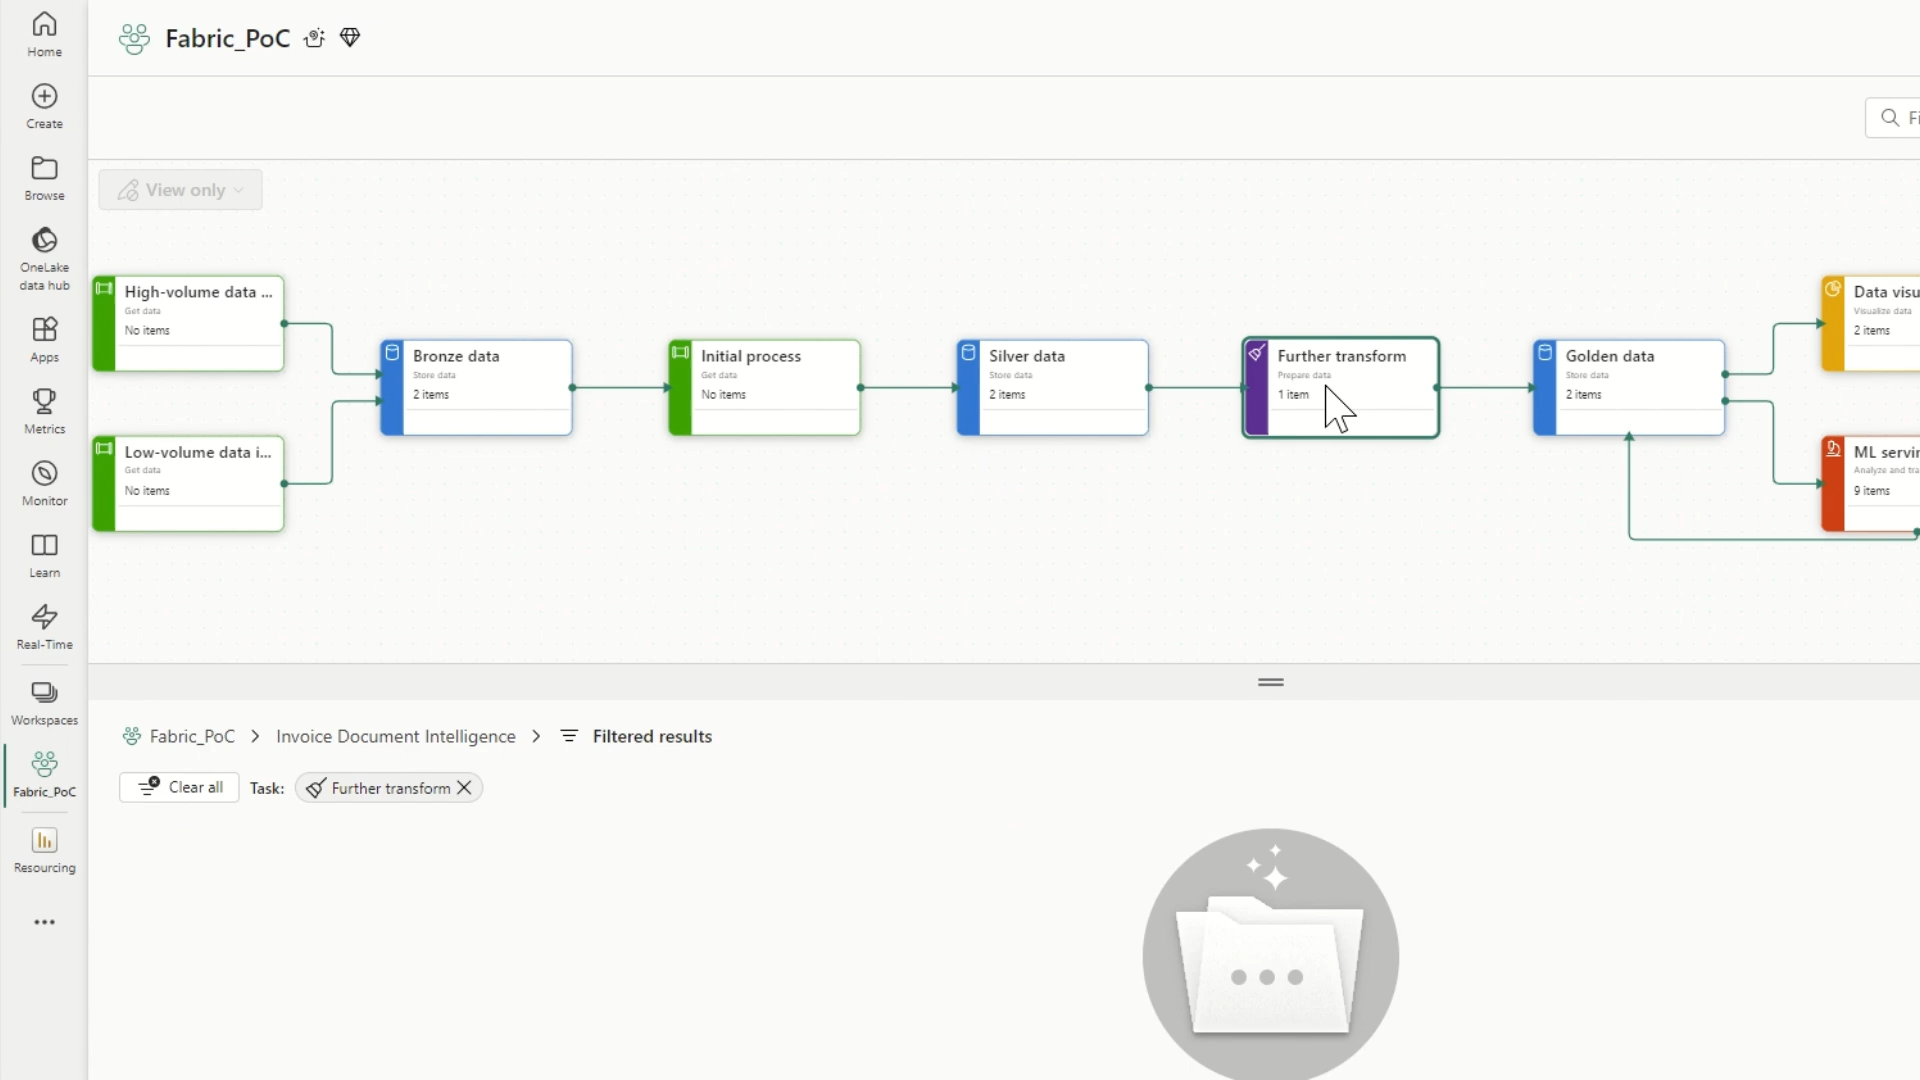 Home
Create
Browse
OneLake
data hub
Apps
Metrics
Monitor
Learn
Real-Time
Workspaces
Fabric_PoC
Resourcing
Fabric_PoC
View only
High-volume data ...
Get data
No items
Low-volume data i...
Get data
No items
Bronze data
Store data
2 items
Initial process
Get data
No items
Silver data
Store data
2 items
Further transform
Prepare data
1 item
Golden data
Store data
2 items
Data visu
Visualize data
2 items
ML servin
Analyze and tra
9 items
Fabric_PoC > Invoice Document Intelligence > Filtered results
Clear all Task: Further transform